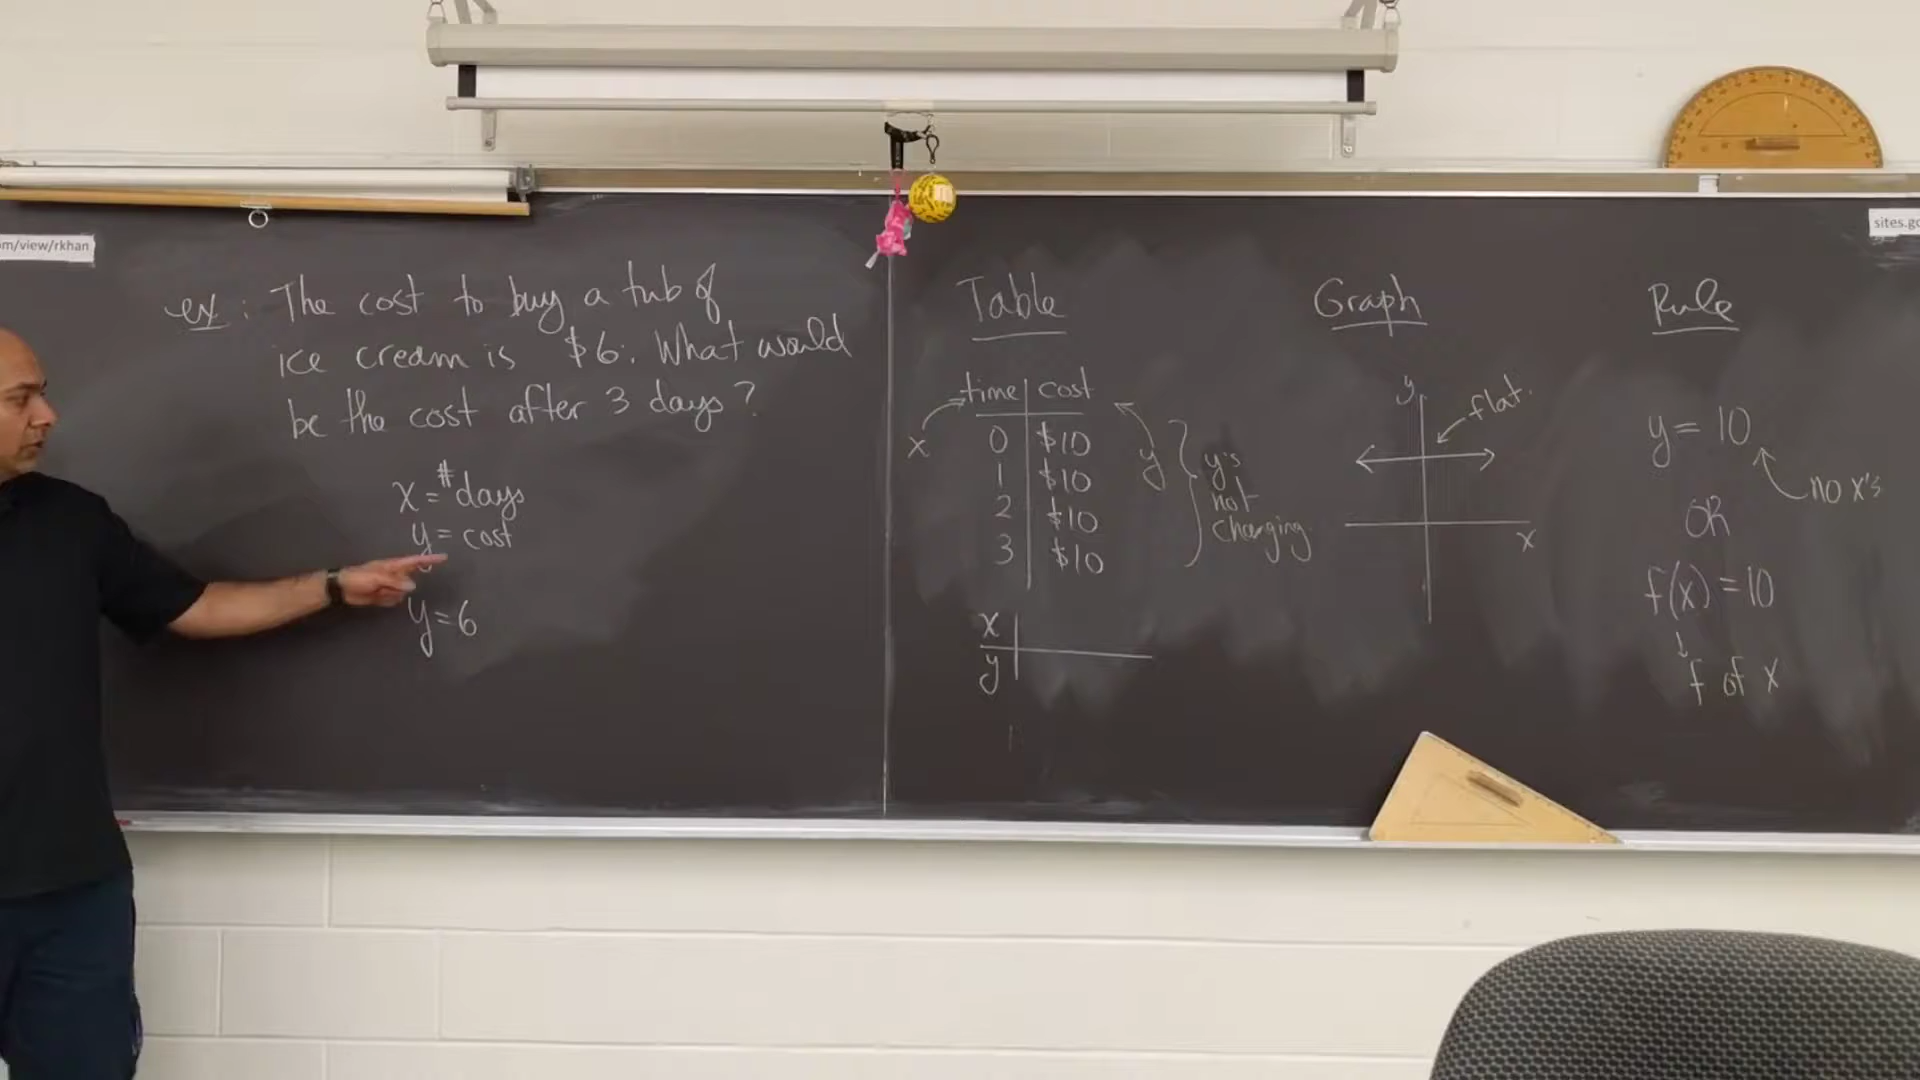 om/view/rkhan
sites.go
ex: The cost to buy a tub of
ice cream is $6. What would
be the cost after 3 days?
x = # days
y = cost
y = 6
Table
time cost
x
y
0 $10
1 $10
2 $10
3 $10
y's
not
changing
x
y
Graph
y
flat.
x
Rule
y = 10
no x's
OR
f(x) = 10
↓
f of x